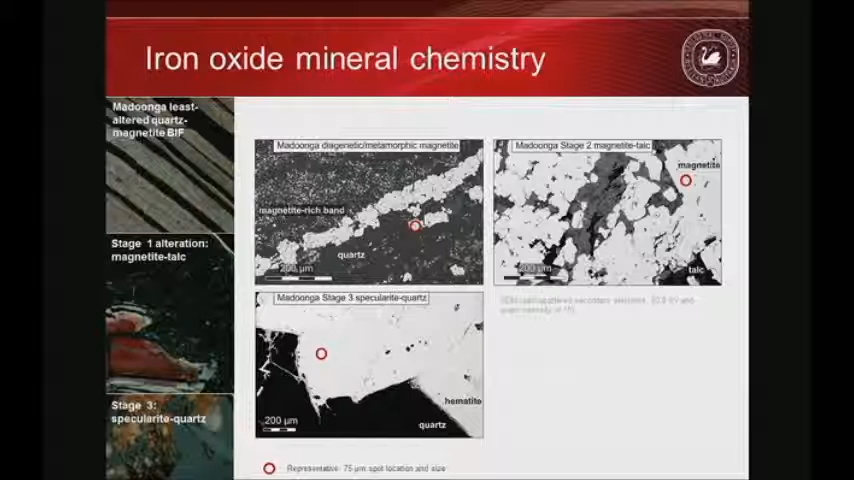 Iron oxide mineral chemistry
Madoonga least-
altered quartz-
magnetite BIF
Stage 1 alteration:
magnetite-talc
Stage 3:
specularite-quartz
Madoonga diagenetic/metamorphic magnetite
magnetite-rich band
quartz
200 µm
Madoonga Stage 2 magnetite-talc
magnetite
200 µm
talc
Madoonga Stage 3 specularite-quartz
200 µm
hematite
quartz
Representative 75 µm spot location and size